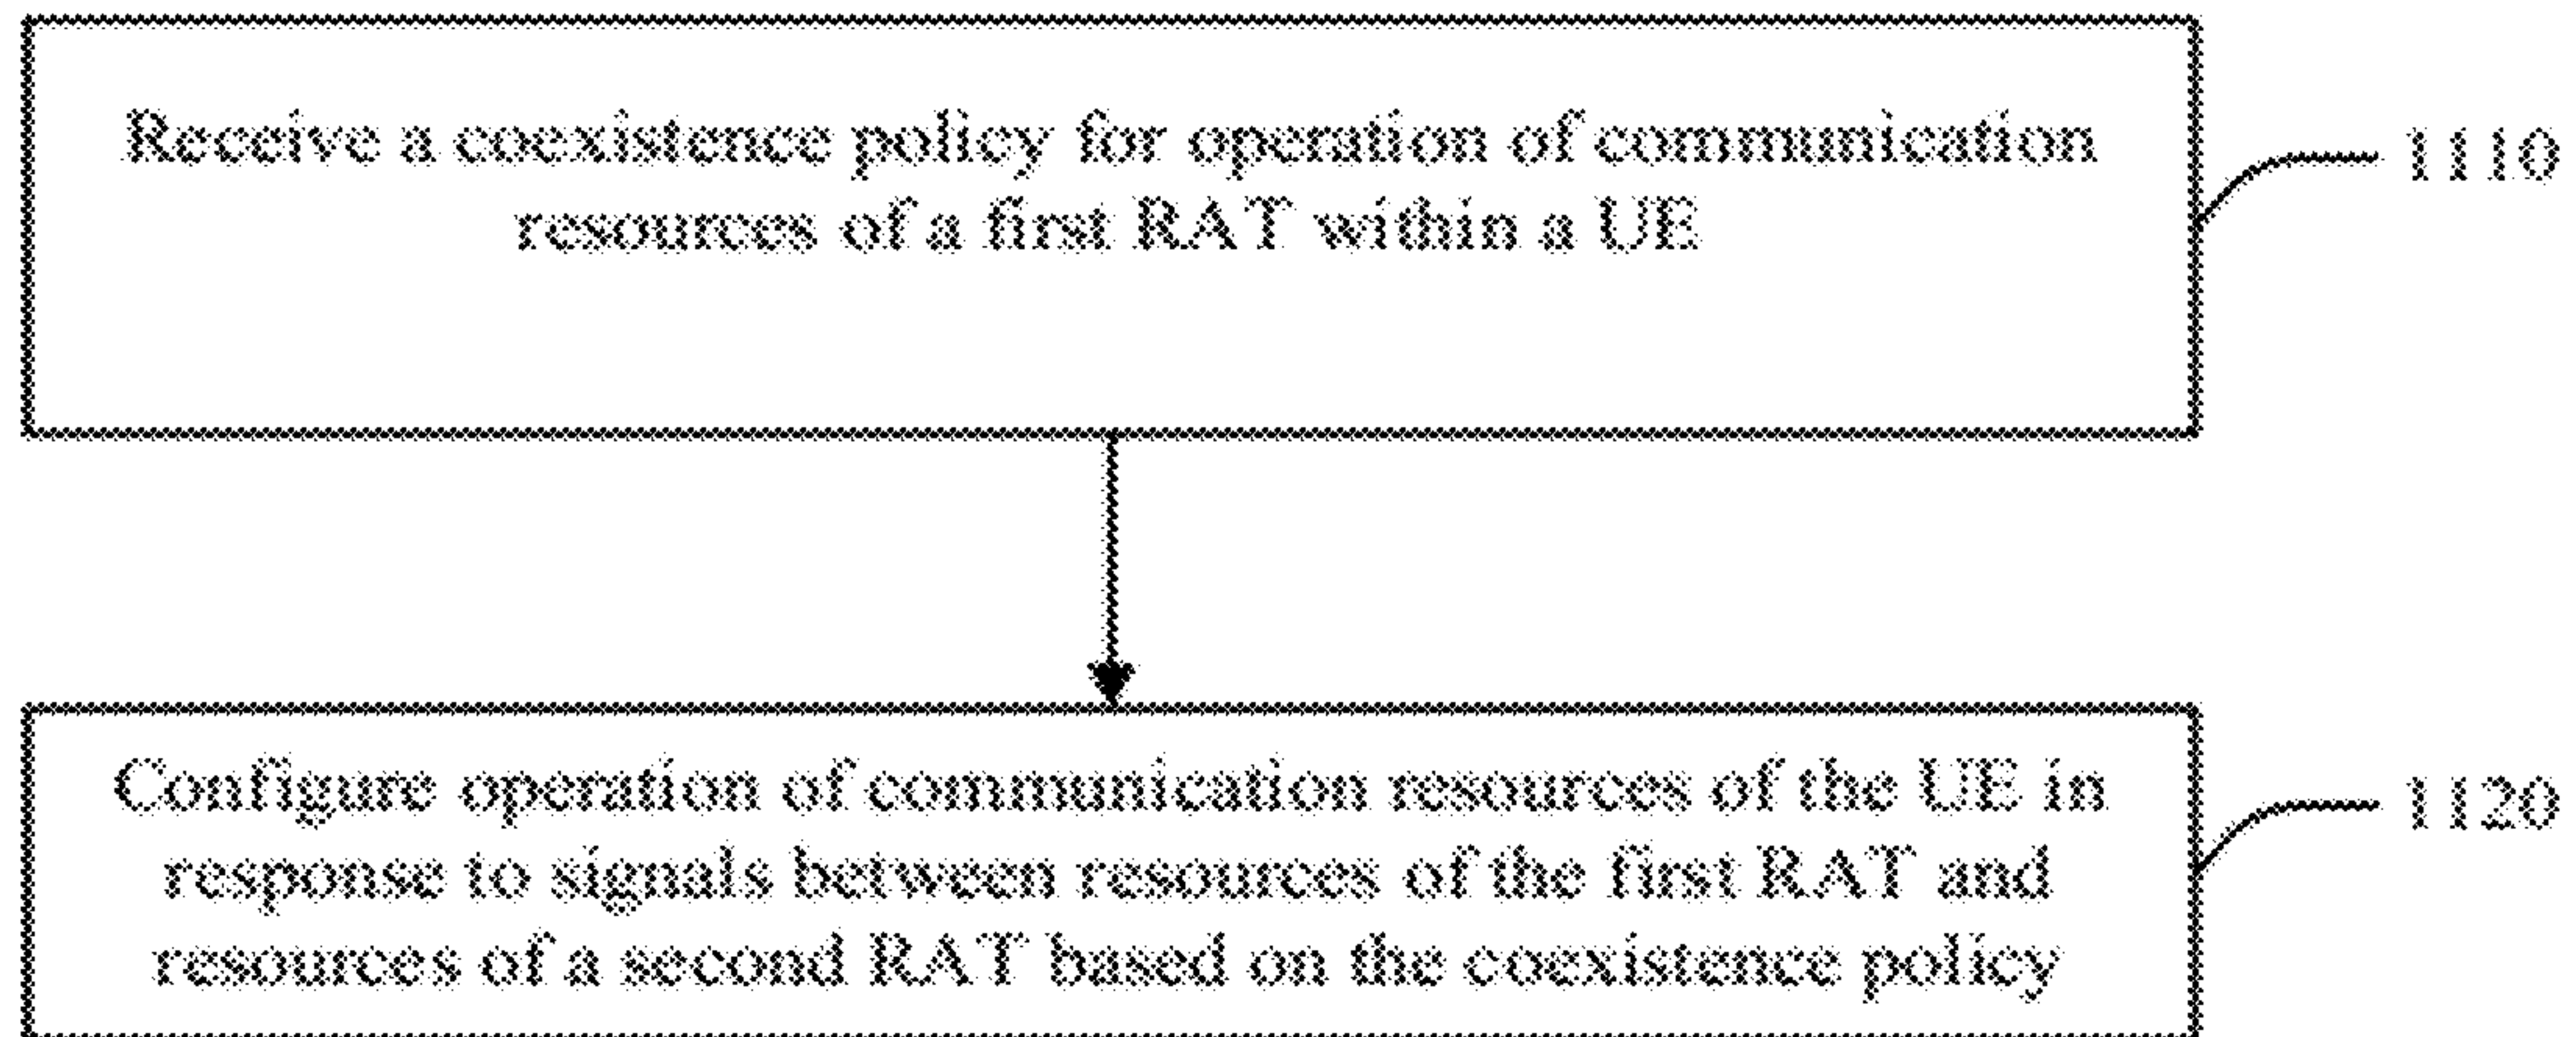 Receive a coexistence policy for operation of communication
resources of a first RAT within a UE
1110
Configure operation of communication resources of the UE in
response to signals between resources of the first RAT and
resources of a second RAT based on the coexistence policy
1120